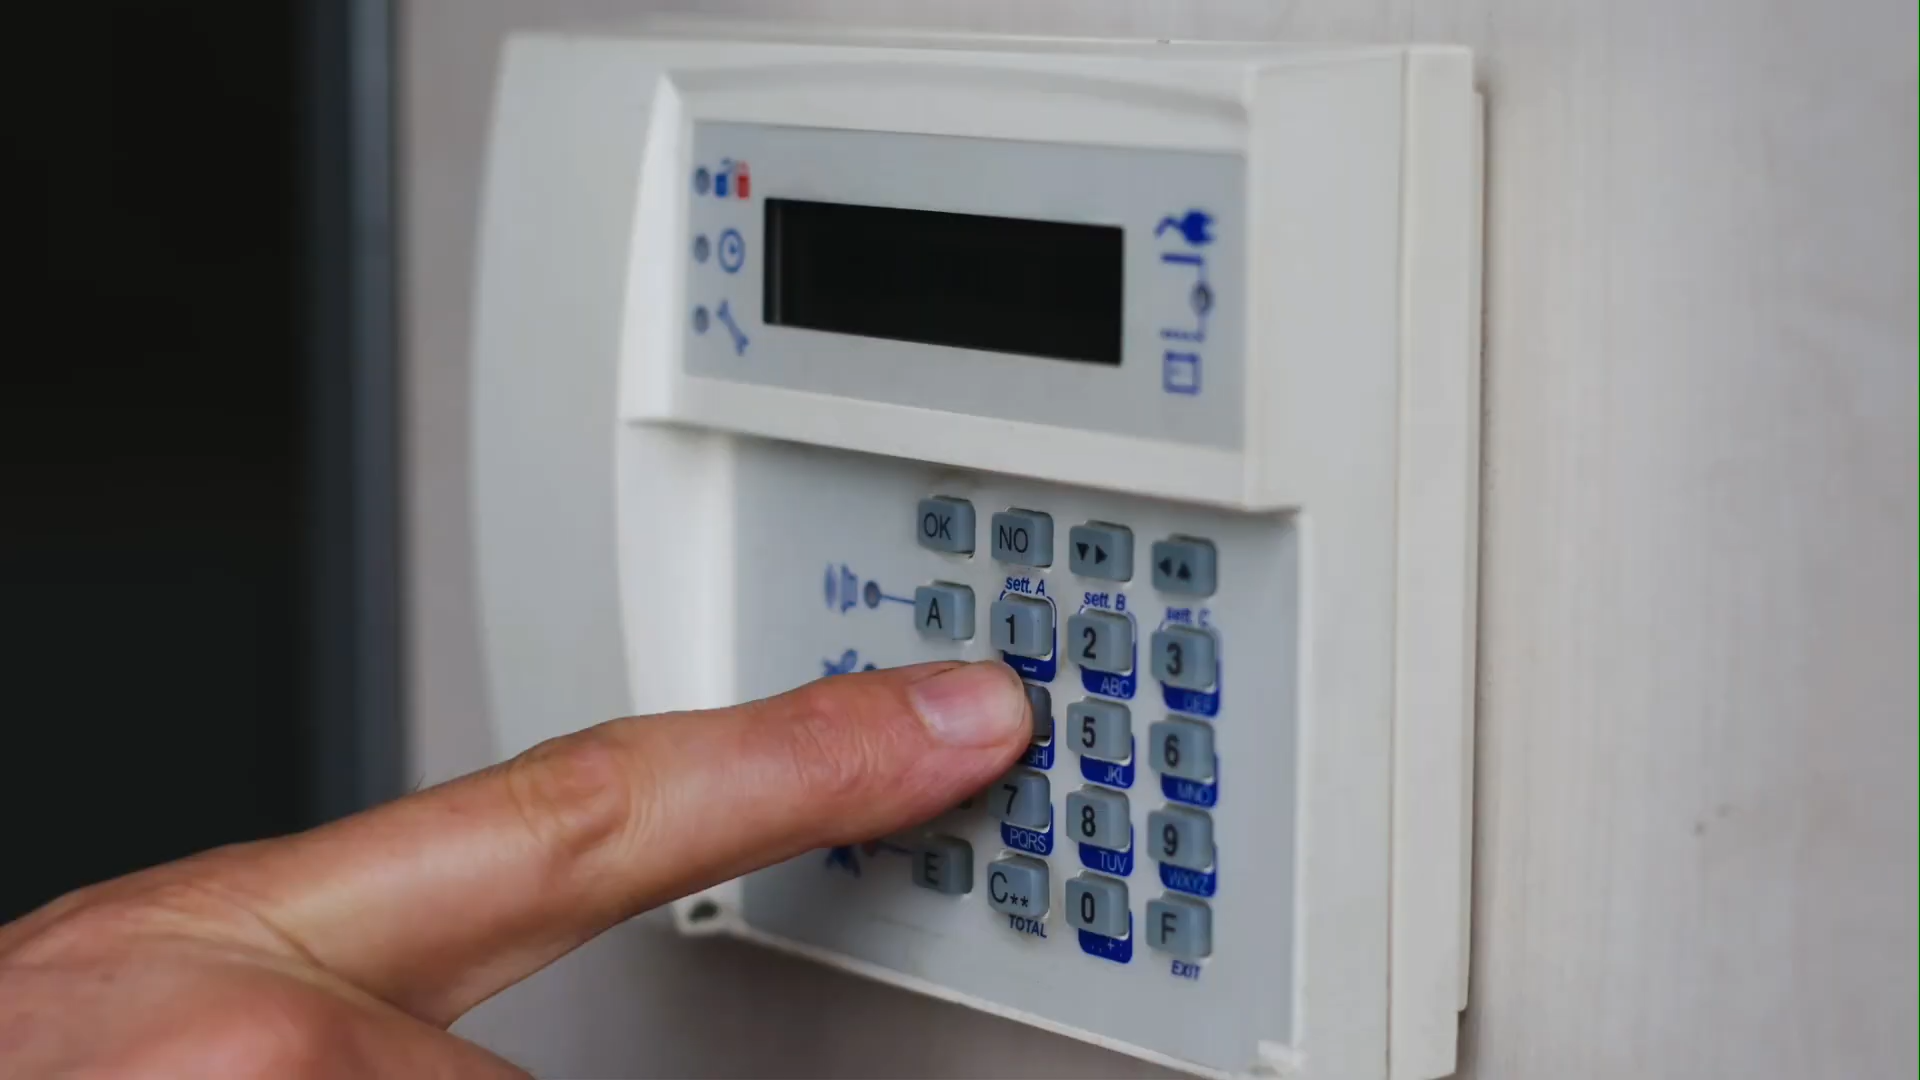 OK NO
sett. A sett. B sett. C
A 1 2 3
ABC DEF
5 6
GHI JKL MNO
7 8 9
PQRS TUV WXYZ
E C** 0 F
TOTAL EXIT